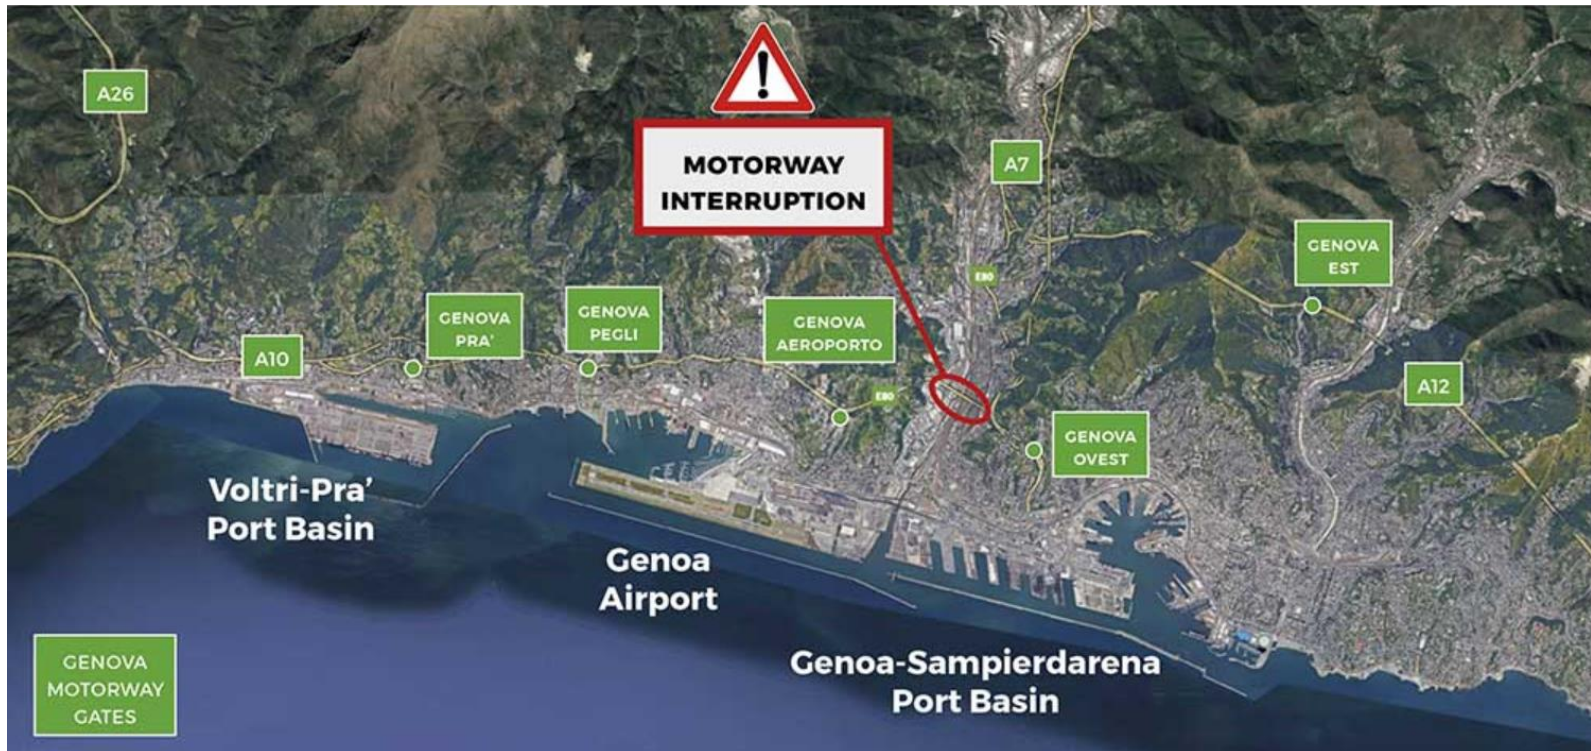 A26
!
MOTORWAY
INTERRUPTION
A7
GENOVA
EST
E80
GENOVA
PRA'
GENOVA
PEGLI
GENOVA
AEROPORTO
A10
E80
A12
GENOVA
OVEST
Voltri-Pra'
Port Basin
Genoa
Airport
Genoa-Sampierdarena
Port Basin
GENOVA
MOTORWAY
GATES